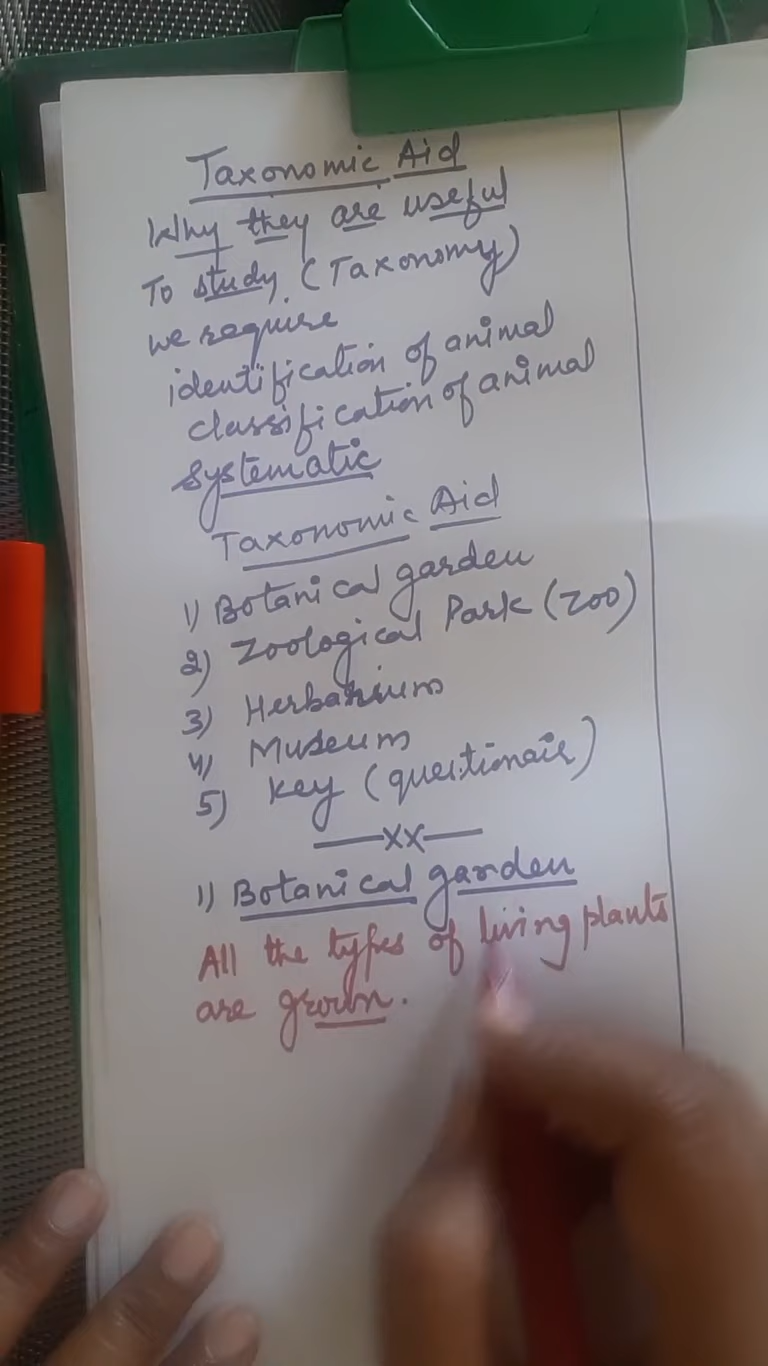 Taxonomic Aid
Why they are useful
To study (Taxonomy)
we require
identification of animal
classification of animal
Systematic
Taxonomic Aid
1) Botanical garden
2) Zoological Park (Zoo)
3) Herbarium
4) Museum
5) Key (questionair)
——XX——
1) Botanical garden
All the types of living plants
are grown.